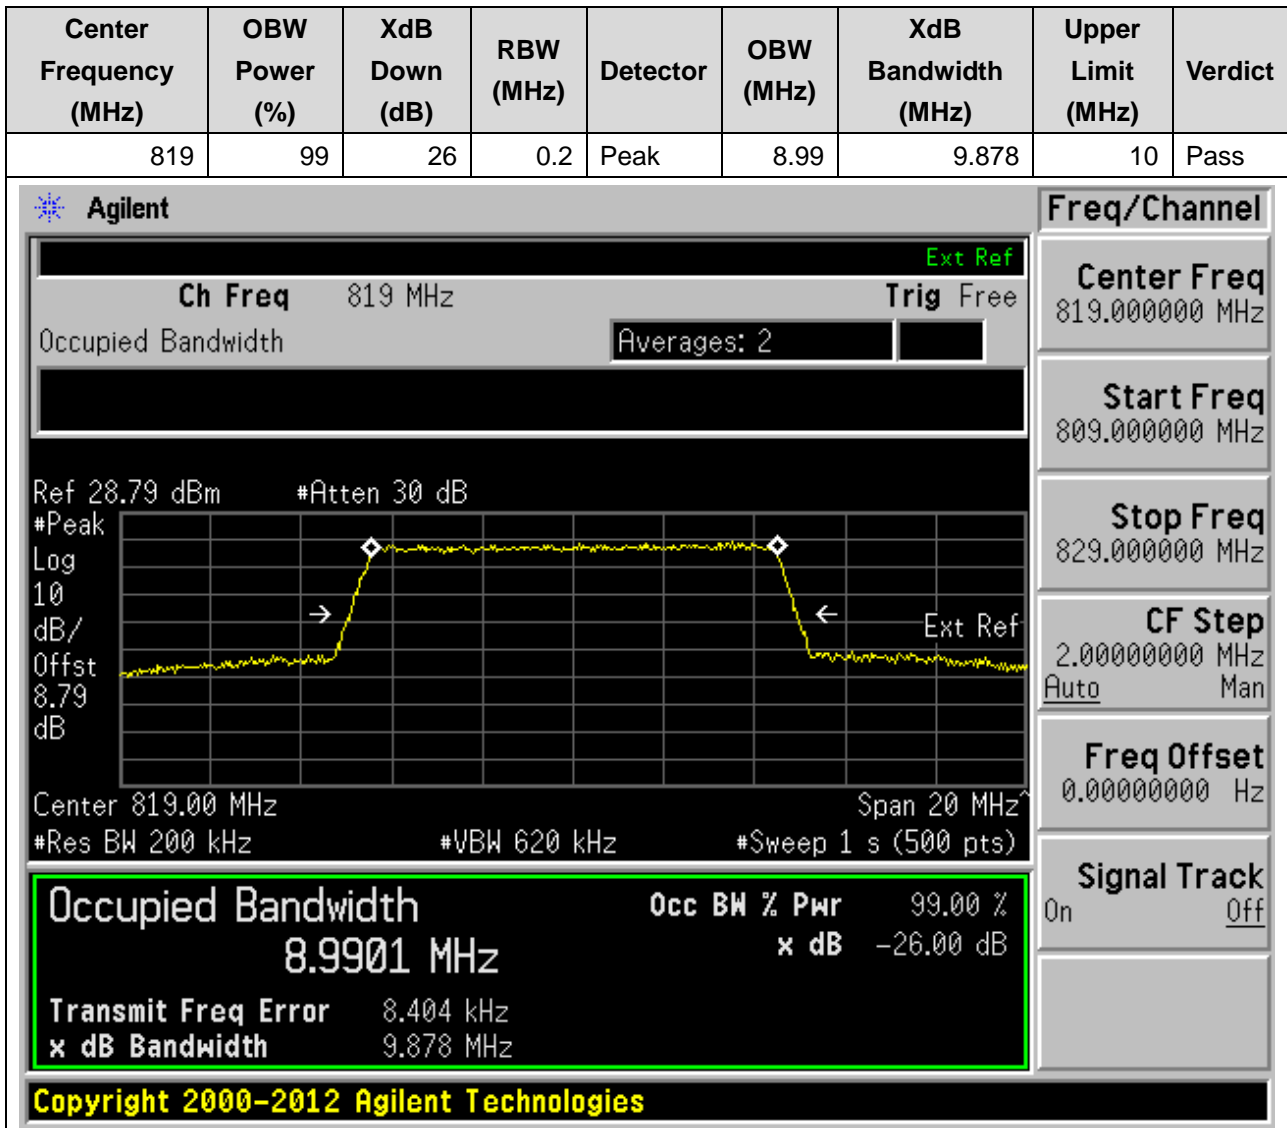 Center Frequency (MHz) OBW Power (%) XdB Down (dB) RBW (MHz) Detector OBW (MHz) XdB Bandwidth (MHz) Upper Limit (MHz) Verdict
819 99 26 0.2 Peak 8.99 9.878 10 Pass
Agilent
Freq/Channel
Ext Ref
Ch Freq 819 MHz Trig Free
Occupied Bandwidth Averages: 2
Center Freq
819.000000 MHz
Start Freq
809.000000 MHz
Stop Freq
829.000000 MHz
CF Step
2.00000000 MHz
Auto Man
Freq Offset
0.00000000 Hz
Signal Track
On Off
Ref 28.79 dBm #Atten 30 dB
#Peak
Log
10
dB/
Offst
8.79
dB
Ext Ref
Center 819.00 MHz Span 20 MHz^
#Res BW 200 kHz #VBW 620 kHz #Sweep 1 s (500 pts)
Occupied Bandwidth
8.9901 MHz
Occ BW % Pwr 99.00 %
x dB -26.00 dB
Transmit Freq Error 8.404 kHz
x dB Bandwidth 9.878 MHz
Copyright 2000-2012 Agilent Technologies